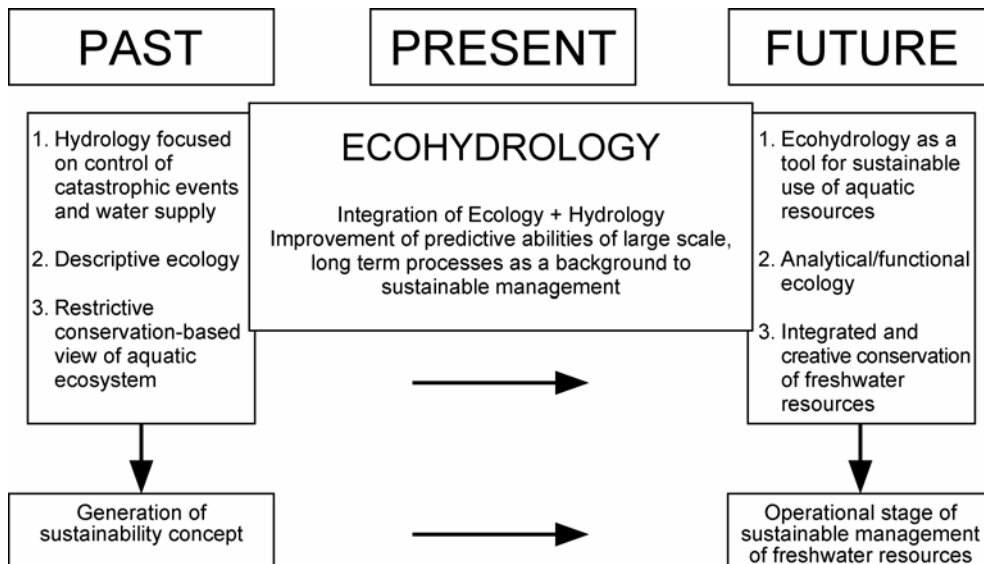 PAST
PRESENT
FUTURE
1. Hydrology focused
on control of
catastrophic events
and water supply
2. Descriptive ecology
3. Restrictive
conservation-based
view of aquatic
ecosystem
ECOHYDROLOGY
Integration of Ecology + Hydrology
Improvement of predictive abilities of large scale,
long term processes as a background to
sustainable management
1. Ecohydrology as a
tool for sustainable
use of aquatic
resources
2. Analytical/functional
ecology
3. Integrated and
creative conservation
of freshwater
resources
Generation of
sustainability concept
Operational stage of
sustainable management
of freshwater resources